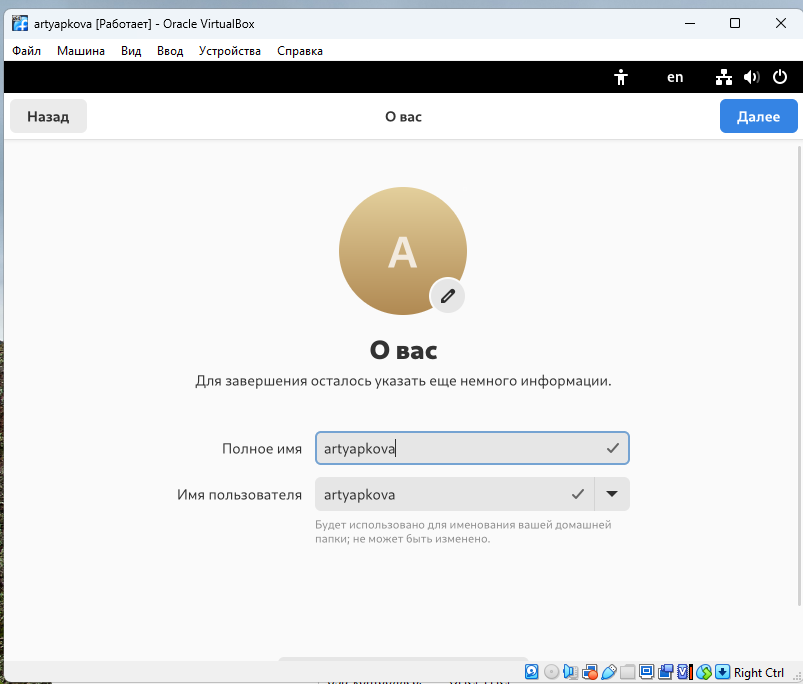 artyapkova [Работает] - Oracle VirtualBox
Файл Машина Вид Ввод Устройства Справка
en
Назад О вас Далее
A
О вас
Для завершения осталось указать еще немного информации.
Полное имя artyapkova
Имя пользователя artyapkova
Будет использовано для именования вашей домашней
папки; не может быть изменено.
Right Ctrl